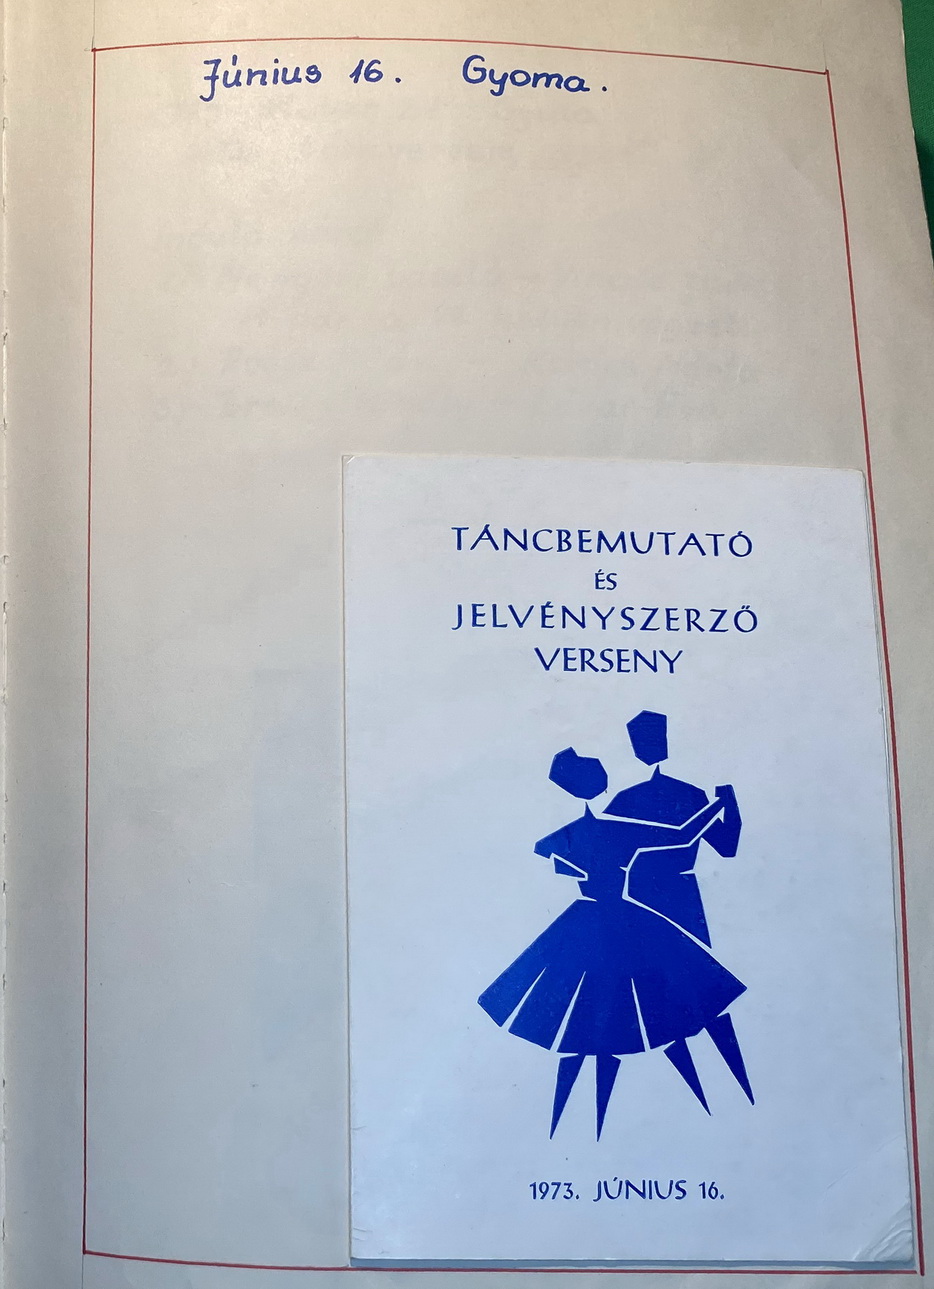 Június 16. Gyoma.
TÁNCBEMUTATÓ
ÉS
JELVÉNYSZERZŐ
VERSENY
1973. JÚNIUS 16.